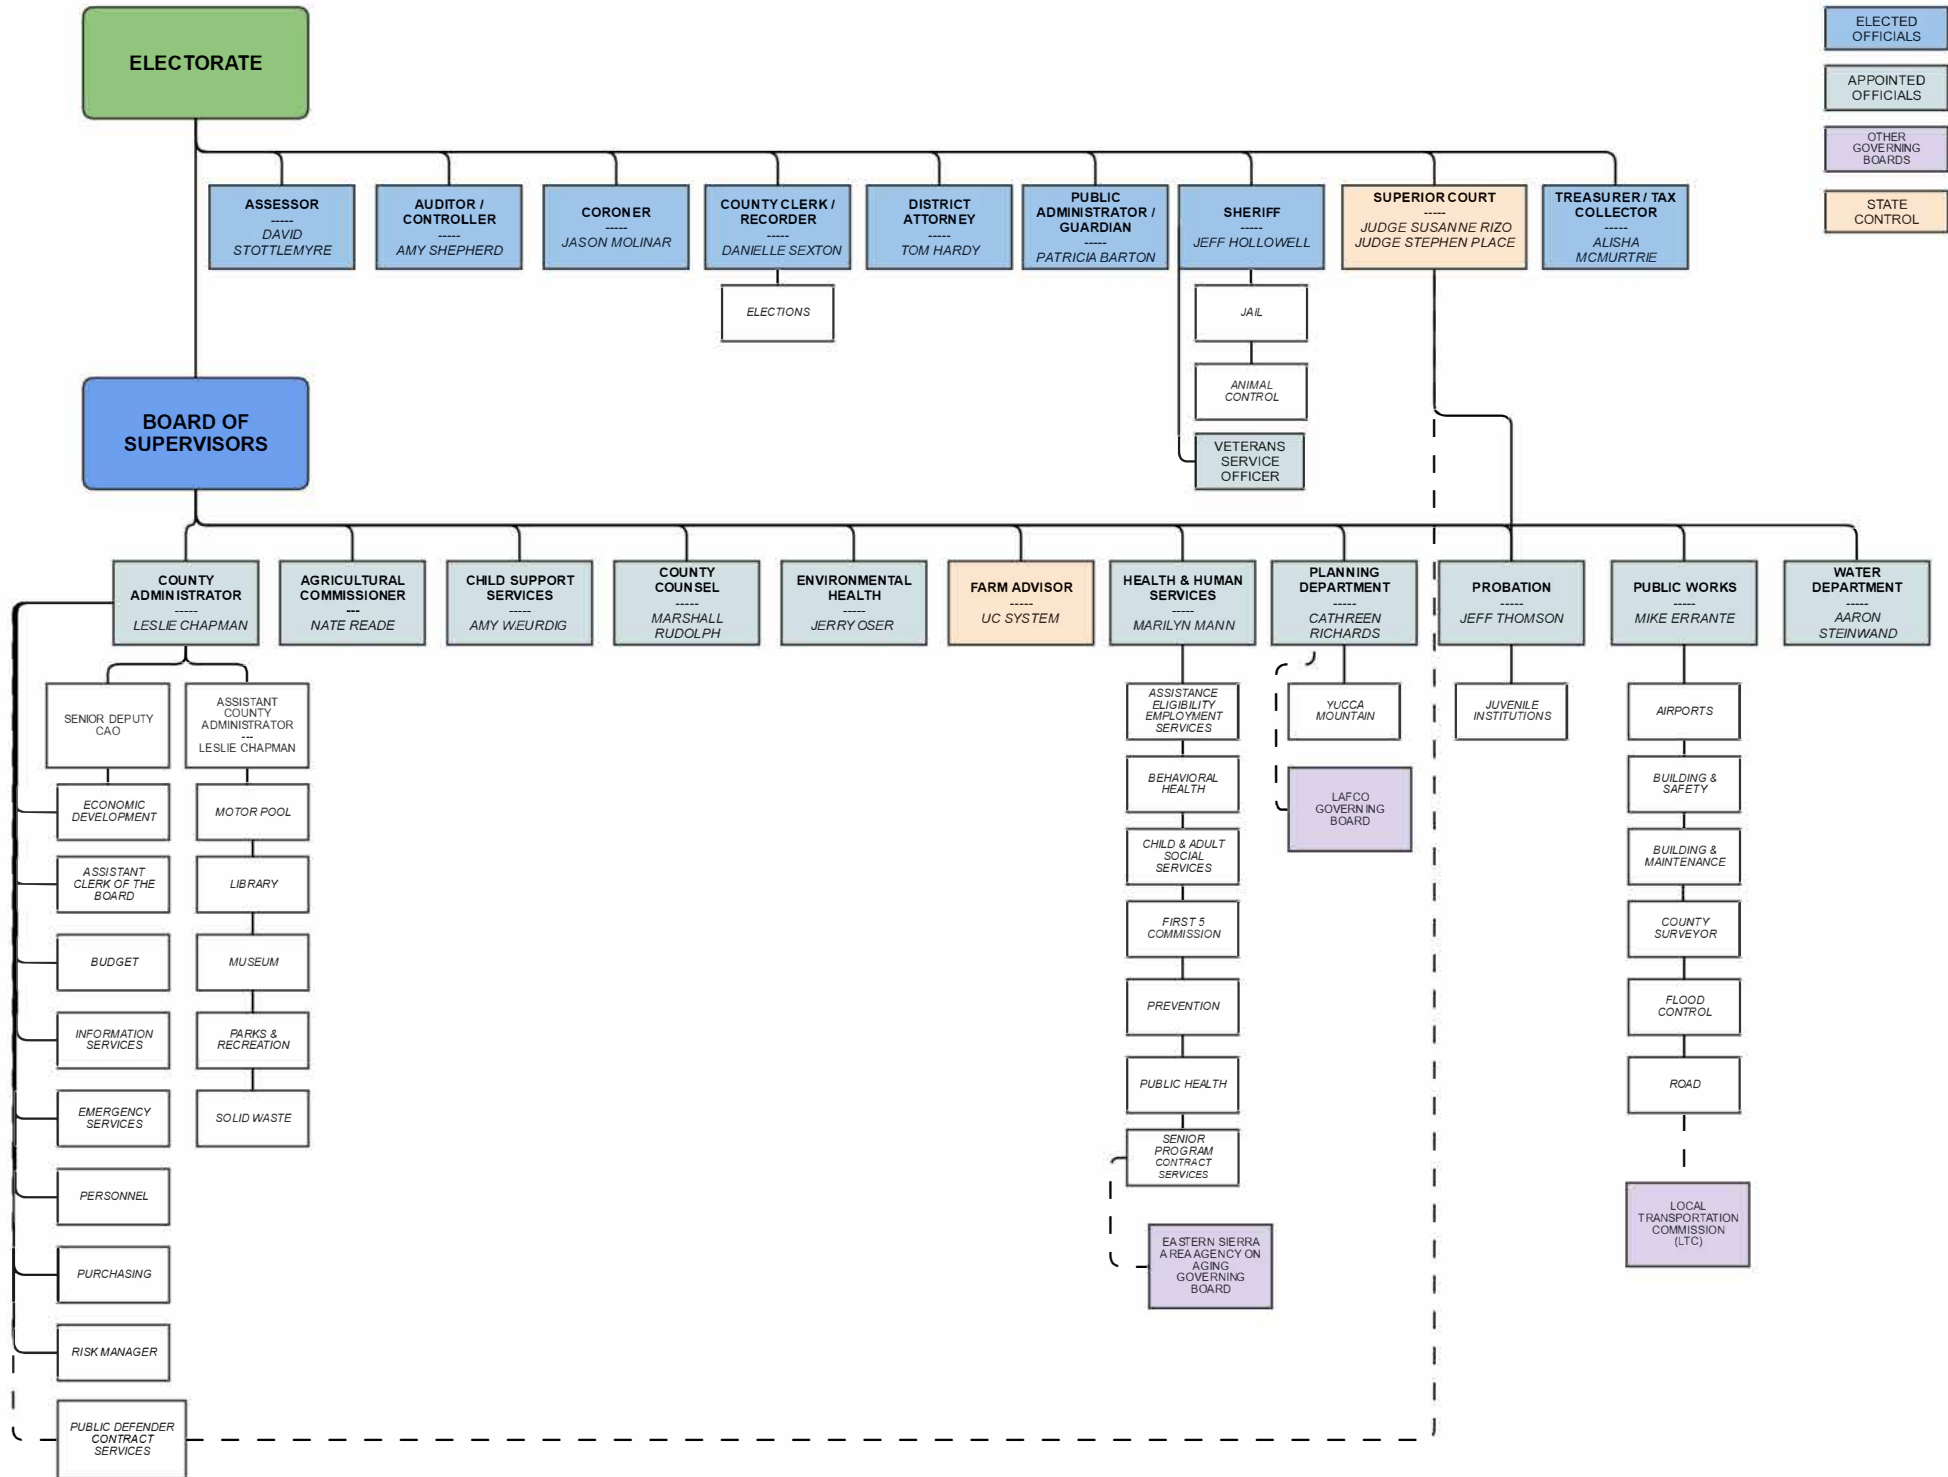 ELECTORATE
ELECTED
OFFICIALS
APPOINTED
OFFICIALS
OTHER
GOVERNING
BOARDS
STATE
CONTROL
ASSESSOR
-----
DAVID
STOTTLEMYRE
AUDITOR /
CONTROLLER
-----
AMY SHEPHERD
CORONER
-----
JASON MOLINAR
COUNTY CLERK /
RECORDER
-----
DANIELLE SEXTON
DISTRICT
ATTORNEY
-----
TOM HARDY
PUBLIC
ADMINISTRATOR /
GUARDIAN
-----
PATRICIA BARTON
SHERIFF
-----
JEFF HOLLOWELL
SUPERIOR COURT
-----
JUDGE SUSANNE RIZO
JUDGE STEPHEN PLACE
TREASURER / TAX
COLLECTOR
-----
ALISHA
MCMURTRIE
ELECTIONS
JAIL
ANIMAL
CONTROL
VETERANS
SERVICE
OFFICER
BOARD OF
SUPERVISORS
COUNTY
ADMINISTRATOR
-----
LESLIE CHAPMAN
AGRICULTURAL
COMMISSIONER
---
NATE READE
CHILD SUPPORT
SERVICES
-----
AMY WEURDIG
COUNTY
COUNSEL
-----
MARSHALL
RUDOLPH
ENVIRONMENTAL
HEALTH
-----
JERRY OSER
FARM ADVISOR
-----
UC SYSTEM
HEALTH & HUMAN
SERVICES
-----
MARILYN MANN
PLANNING
DEPARTMENT
-----
CATHREEN
RICHARDS
PROBATION
-----
JEFF THOMSON
PUBLIC WORKS
-----
MIKE ERRANTE
WATER
DEPARTMENT
-----
AARON
STEINWAND
SENIOR DEPUTY
CAO
ASSISTANT
COUNTY
ADMINISTRATOR
---
LESLIE CHAPMAN
ECONOMIC
DEVELOPMENT
ASSISTANT
CLERK OF THE
BOARD
BUDGET
INFORMATION
SERVICES
EMERGENCY
SERVICES
PERSONNEL
PURCHASING
RISK MANAGER
PUBLIC DEFENDER
CONTRACT
SERVICES
MOTOR POOL
LIBRARY
MUSEUM
PARKS &
RECREATION
SOLID WASTE
ASSISTANCE
ELIGIBILITY
EMPLOYMENT
SERVICES
BEHAVIORAL
HEALTH
CHILD & ADULT
SOCIAL
SERVICES
FIRST 5
COMMISSION
PREVENTION
PUBLIC HEALTH
SENIOR
PROGRAM
CONTRACT
SERVICES
EASTERN SIERRA
AREA AGENCY ON
AGING
GOVERNING
BOARD
YUCCA
MOUNTAIN
LAFCO
GOVERNING
BOARD
JUVENILE
INSTITUTIONS
AIRPORTS
BUILDING &
SAFETY
BUILDING &
MAINTENANCE
COUNTY
SURVEYOR
FLOOD
CONTROL
ROAD
LOCAL
TRANSPORTATION
COMMISSION
(LTC)